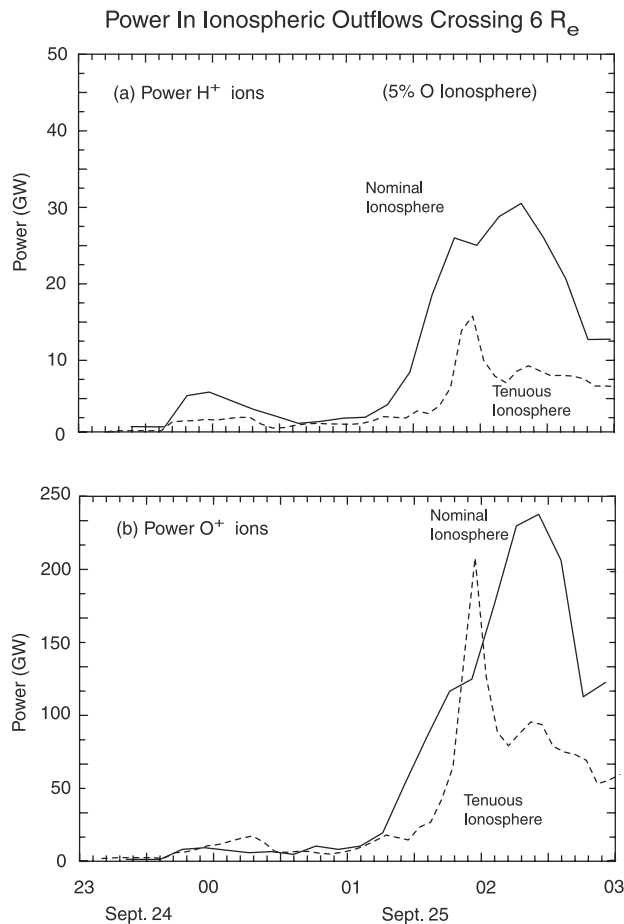 Power In Ionospheric Outflows Crossing 6 Re
50
(a) Power H+ ions
(5% O Ionosphere)
40
Nominal
Ionosphere
30
Power (GW)
20
10
Tenuous
Ionosphere
0
250
(b) Power O+ ions
Nominal
Ionosphere
200
150
Power (GW)
100
50
Tenuous
Ionosphere
0
23 00 01 02 03
Sept. 24 Sept. 25